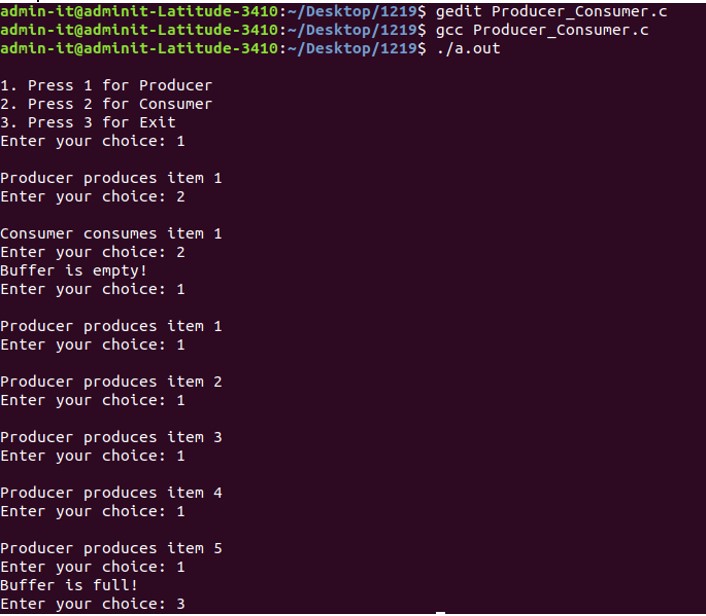 admin-it@adminit-Latitude-3410:~/Desktop/1219$ gedit Producer_Consumer.c
admin-it@adminit-Latitude-3410:~/Desktop/1219$ gcc Producer_Consumer.c
admin-it@adminit-Latitude-3410:~/Desktop/1219$ ./a.out
1. Press 1 for Producer
2. Press 2 for Consumer
3. Press 3 for Exit
Enter your choice: 1
Producer produces item 1
Enter your choice: 2
Consumer consumes item 1
Enter your choice: 2
Buffer is empty!
Enter your choice: 1
Producer produces item 1
Enter your choice: 1
Producer produces item 2
Enter your choice: 1
Producer produces item 3
Enter your choice: 1
Producer produces item 4
Enter your choice: 1
Producer produces item 5
Enter your choice: 1
Buffer is full!
Enter your choice: 3